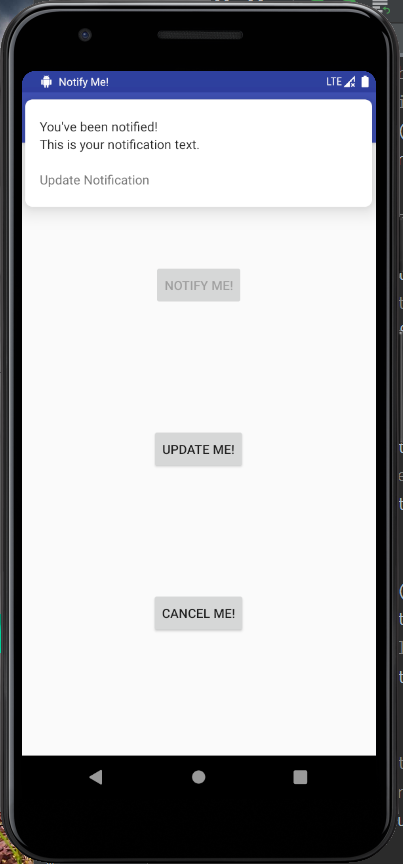 Notify Me!
LTE
You've been notified!
This is your notification text.
Update Notification
NOTIFY ME!
UPDATE ME!
CANCEL ME!